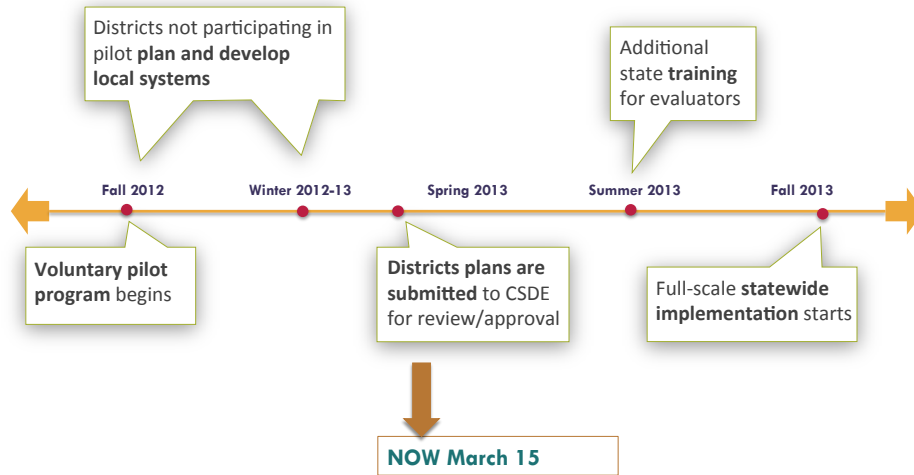 Districts not participating in
pilot plan and develop
local systems
Additional
state training
for evaluators
Fall 2012
Winter 2012-13
Spring 2013
Summer 2013
Fall 2013
Voluntary pilot
program begins
Districts plans are
submitted to CSDE
for review/approval
Full-scale statewide
implementation starts
NOW March 15